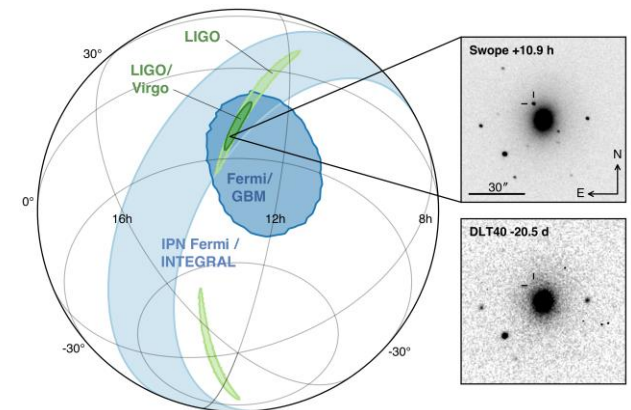 LIGO
30°
LIGO/
Virgo
Fermi/
GBM
0°
16h
12h
8h
IPN Fermi /
INTEGRAL
-30°
-30°
Swope +10.9 h
N
30"
E
DLT40 -20.5 d